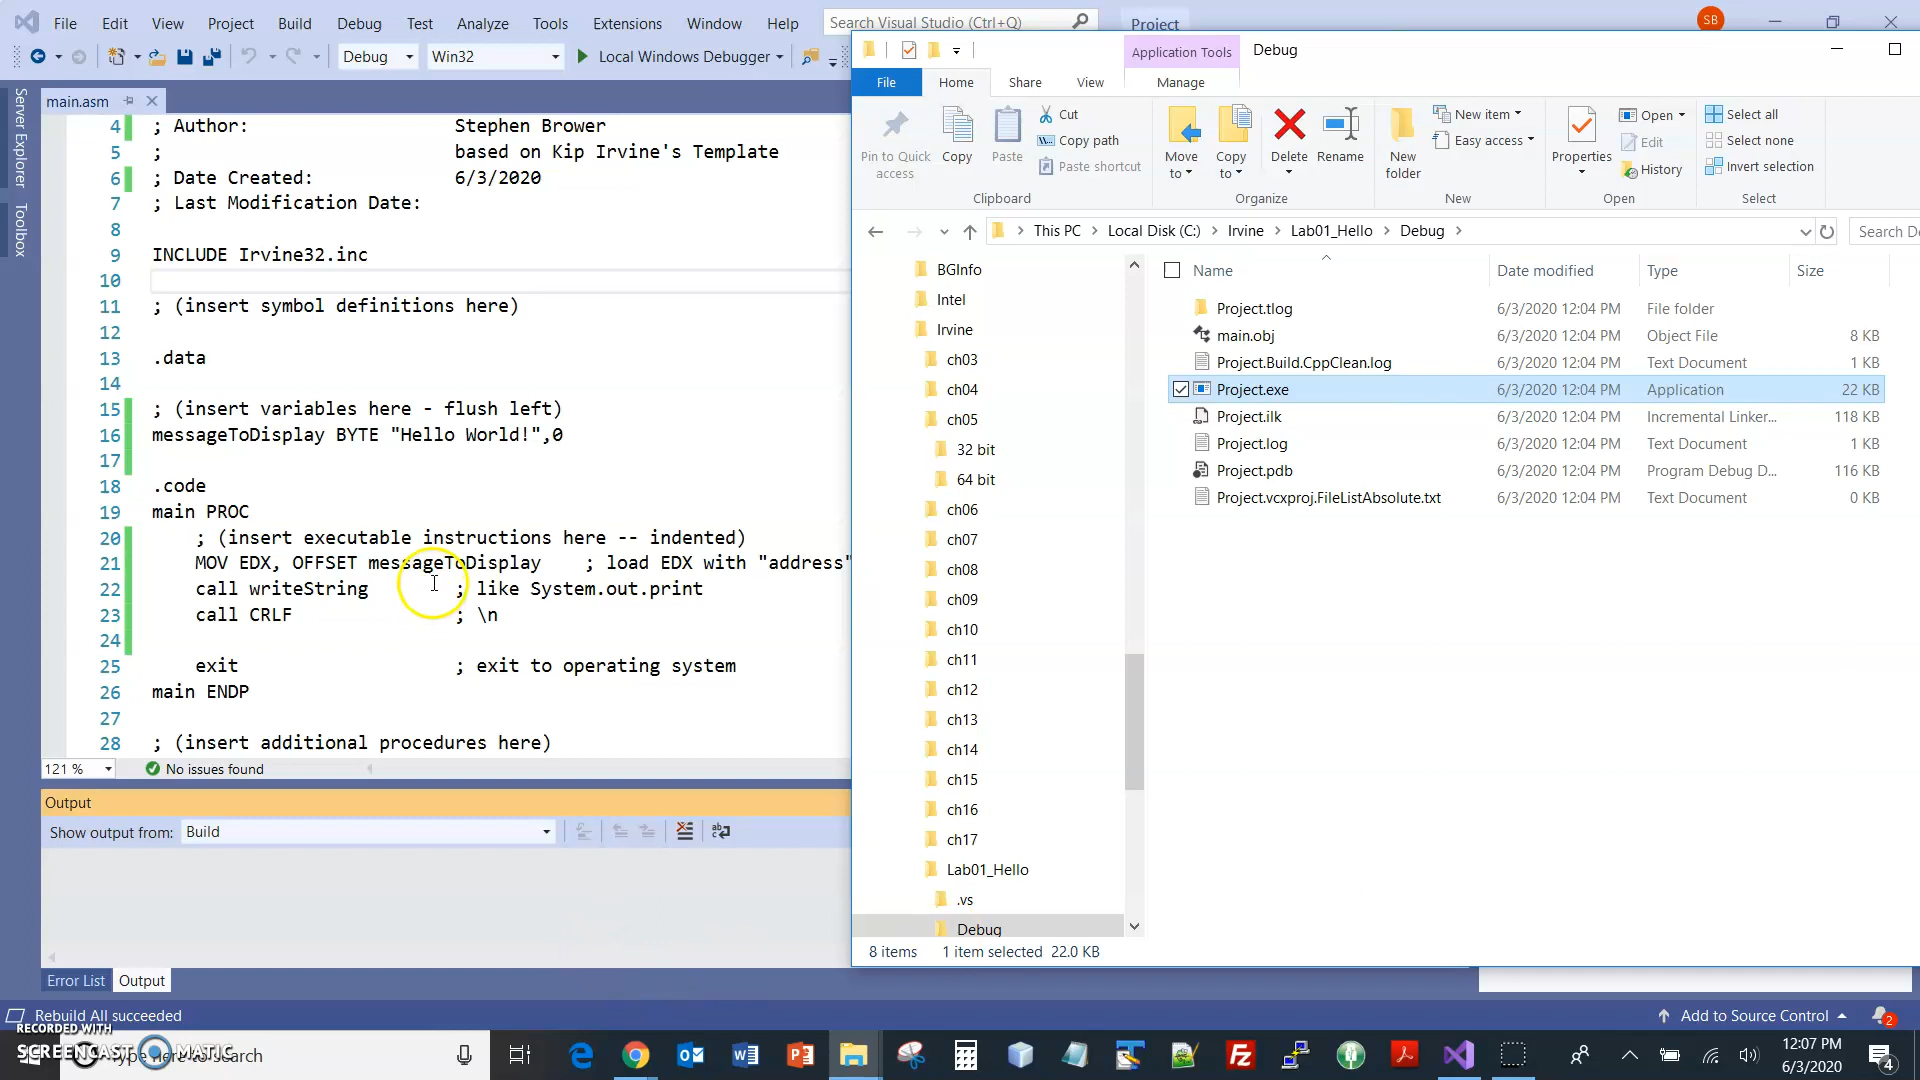 File Edit View Project Build Debug Test Analyze Tools Extensions Window Help Search Visual Studio (Ctrl+Q) Project SB
Debug Win32 Local Windows Debugger
Server Explorer
Toolbox
main.asm
4 ; Author: Stephen Brower
5 ; based on Kip Irvine's Template
6 ; Date Created: 6/3/2020
7 ; Last Modification Date:
8
9 INCLUDE Irvine32.inc
10
11 ; (insert symbol definitions here)
12
13 .data
14
15 ; (insert variables here - flush left)
16 messageToDisplay BYTE "Hello World!",0
17
18 .code
19 main PROC
20 ; (insert executable instructions here -- indented)
21 MOV EDX, OFFSET messageToDisplay ; load EDX with "address"
22 call writeString ; like System.out.print
23 call CRLF ; \n
24
25 exit ; exit to operating system
26 main ENDP
27
28 ; (insert additional procedures here)
121 % No issues found
Output
Show output from: Build
Error List Output
Rebuild All succeeded
Add to Source Control 2
Application Tools Debug
File Home Share View Manage
Pin to Quick access
Copy
Paste
Cut
Copy path
Paste shortcut
Clipboard
Move to
Copy to
Delete
Rename
Organize
New folder
New item
Easy access
New
Properties
Open
Edit
History
Open
Select all
Select none
Invert selection
Select
This PC > Local Disk (C:) > Irvine > Lab01_Hello > Debug > Search D
BGInfo
Intel
Irvine
ch03
ch04
ch05
32 bit
64 bit
ch06
ch07
ch08
ch09
ch10
ch11
ch12
ch13
ch14
ch15
ch16
ch17
Lab01_Hello
.vs
Debug
Name Date modified Type Size
Project.tlog 6/3/2020 12:04 PM File folder
main.obj 6/3/2020 12:04 PM Object File 8 KB
Project.Build.CppClean.log 6/3/2020 12:04 PM Text Document 1 KB
Project.exe 6/3/2020 12:04 PM Application 22 KB
Project.ilk 6/3/2020 12:04 PM Incremental Linker... 118 KB
Project.log 6/3/2020 12:04 PM Text Document 1 KB
Project.pdb 6/3/2020 12:04 PM Program Debug D... 116 KB
Project.vcxproj.FileListAbsolute.txt 6/3/2020 12:04 PM Text Document 0 KB
8 items 1 item selected 22.0 KB
RECORDED WITH
SCREENCAST MATIC
Type here to search
12:07 PM
6/3/2020
4